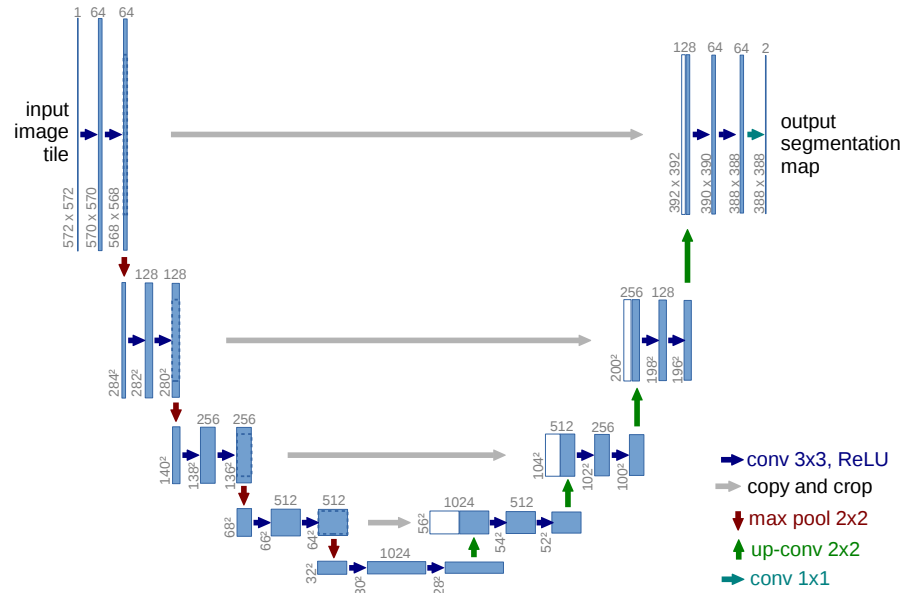 1 64 64
128 64 64 2
input
image
tile
output
segmentation
map
572 x 572
570 x 570
568 x 568
392 x 392
390 x 390
388 x 388
388 x 388
128 128
256 128
284²
282²
280²
200²
198²
196²
256 256
512 256
140²
138²
136²
104²
102²
100²
512 512
1024 512
68²
66²
64²
56²
54²
52²
1024
32²
30²
28²
conv 3x3, ReLU
copy and crop
max pool 2x2
up-conv 2x2
conv 1x1